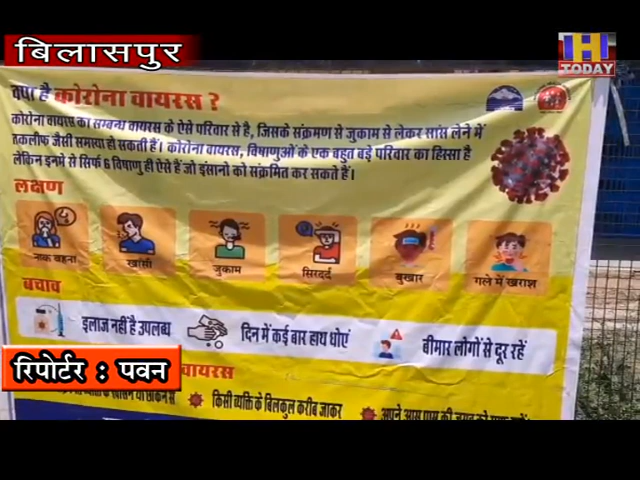 बिलासपुर
H
TODAY
क्या है कोरोना वायरस ?
कोरोना वायरस का सम्बन्ध वायरस के ऐसे परिवार से है, जिसके संक्रमण से जुकाम से लेकर सांस लेने में
तकलीफ जैसी समस्या हो सकती हैं। कोरोना वायरस, विषाणुओं के एक बहुत बड़े परिवार का हिस्सा है
लेकिन इनमे से सिर्फ 6 विषाणु ही ऐसे हैं जो इंसानो को संक्रमित कर सकते हैं।
लक्षण
नाक बहना
खांसी
जुकाम
सिरदर्द
बुखार
गले में खराश
बचाव
इलाज नहीं है उपलब्ध
दिन में कई बार हाथ धोएं
बीमार लोगों से दूर रहें
रिपोर्टर : पवन
वायरस
किसी व्यक्ति के बिलकुल करीब जाकर